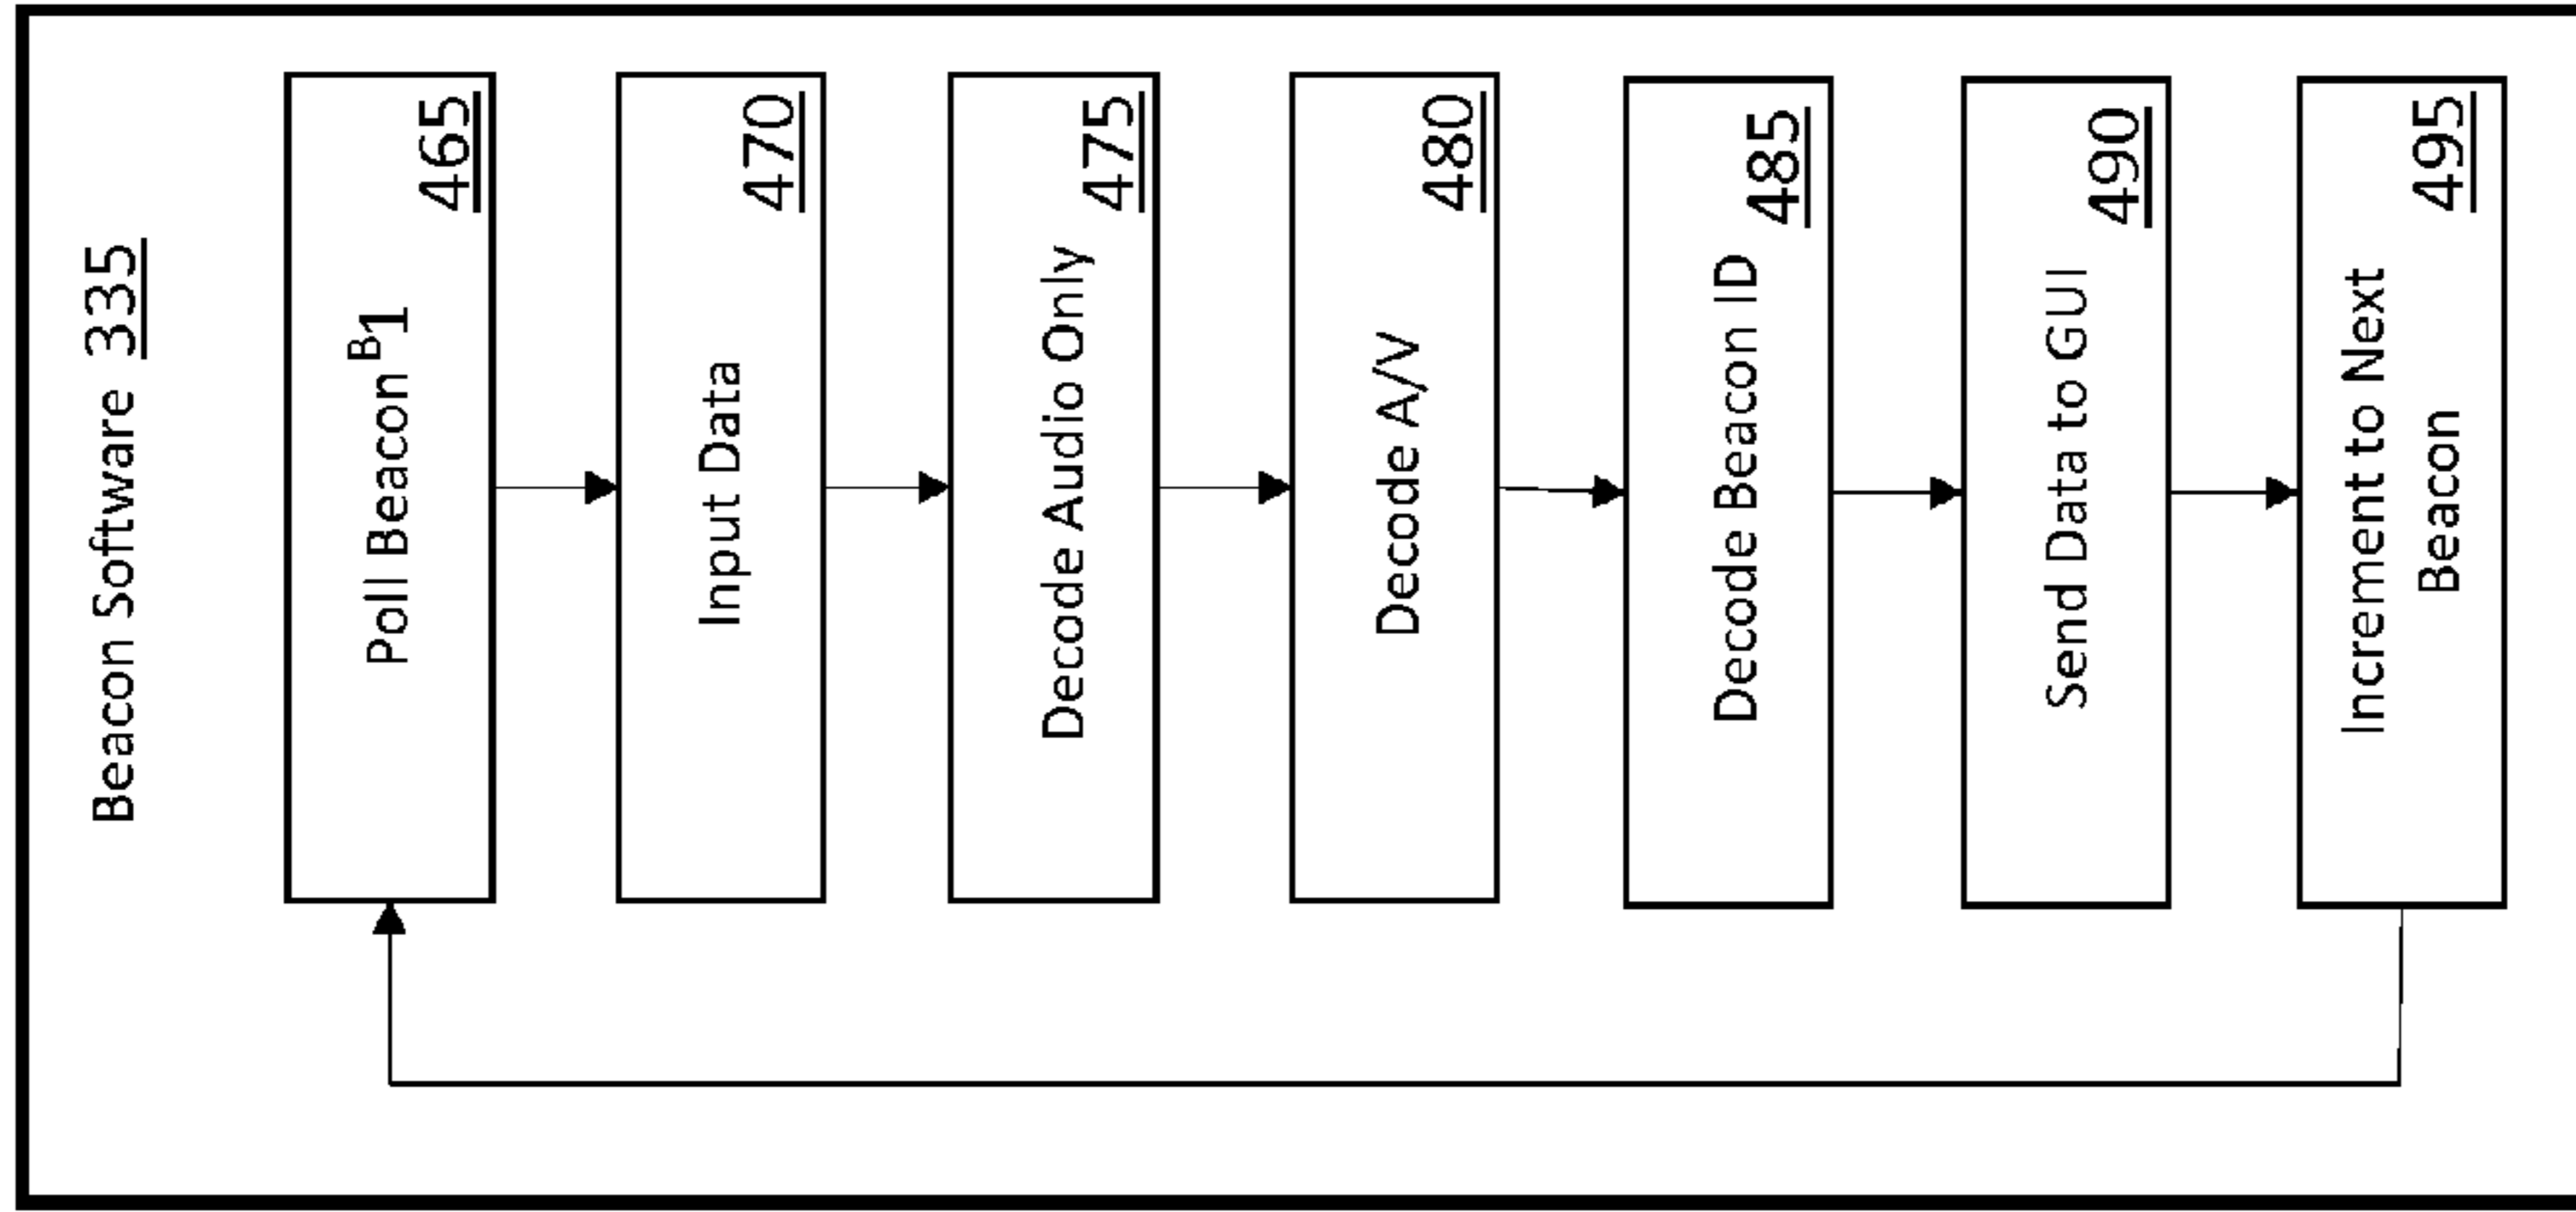 Beacon Software 335
Poll Beacon B1
465
Input Data
470
Decode Audio Only
475
Decode A/V
480
Decode Beacon ID
485
Send Data to GUI
490
Increment to Next
Beacon
495